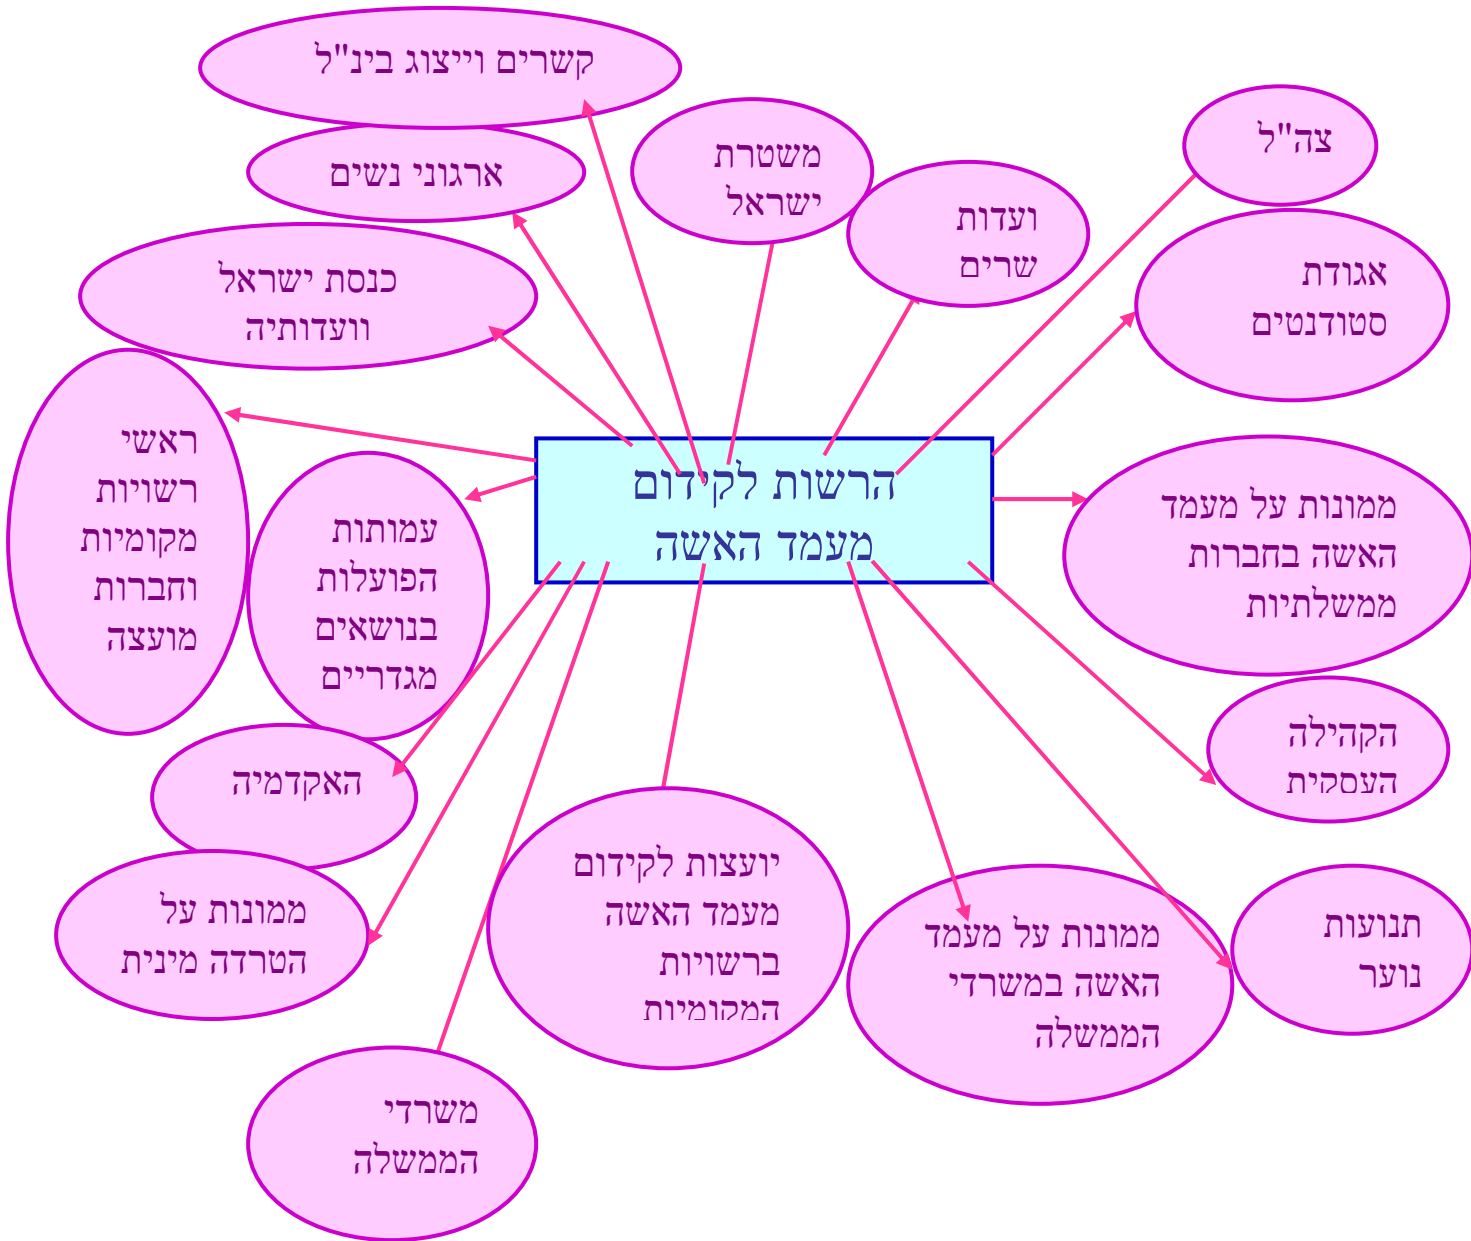 קשרים וייצוג בינ"ל
ארגוני נשים
כנסת ישראל
וועדותיה
משטרת
ישראל
ועדות
שרים
צה"ל
אגודת
סטודנטים
ראשי
רשויות
מקומיות
וחברות
מועצה
עמותות
הפועלות
בנושאים
מגדריים
הרשות לקידום
מעמד האשה
ממונות על מעמד
האשה בחברות
ממשלתיות
הקהילה
העסקית
האקדמיה
ממונות על
הטרדה מינית
יועצות לקידום
מעמד האשה
ברשויות
המקומיות
ממונות על מעמד
האשה במשרדי
הממשלה
תנועות
נוער
משרדי
הממשלה